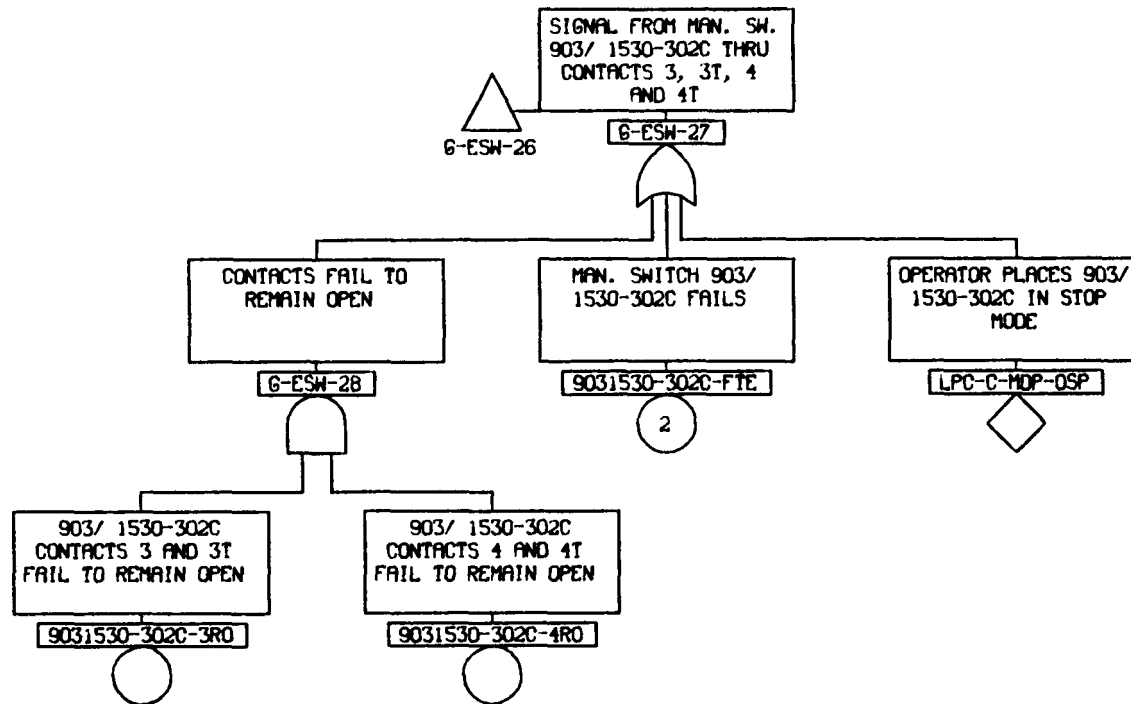 SIGNAL FROM MAN. SW.
903/ 1530-302C THRU
CONTACTS 3, 3T, 4
AND 4T
G-ESW-26
G-ESW-27
CONTACTS FAIL TO
REMAIN OPEN
G-ESW-28
MAN. SWITCH 903/
1530-302C FAILS
9031530-302C-FTE
2
OPERATOR PLACES 903/
1530-302C IN STOP
MODE
LPC-C-MDP-OSP
903/ 1530-302C
CONTACTS 3 AND 3T
FAIL TO REMAIN OPEN
9031530-302C-3RO
903/ 1530-302C
CONTACTS 4 AND 4T
FAIL TO REMAIN OPEN
9031530-302C-4RO